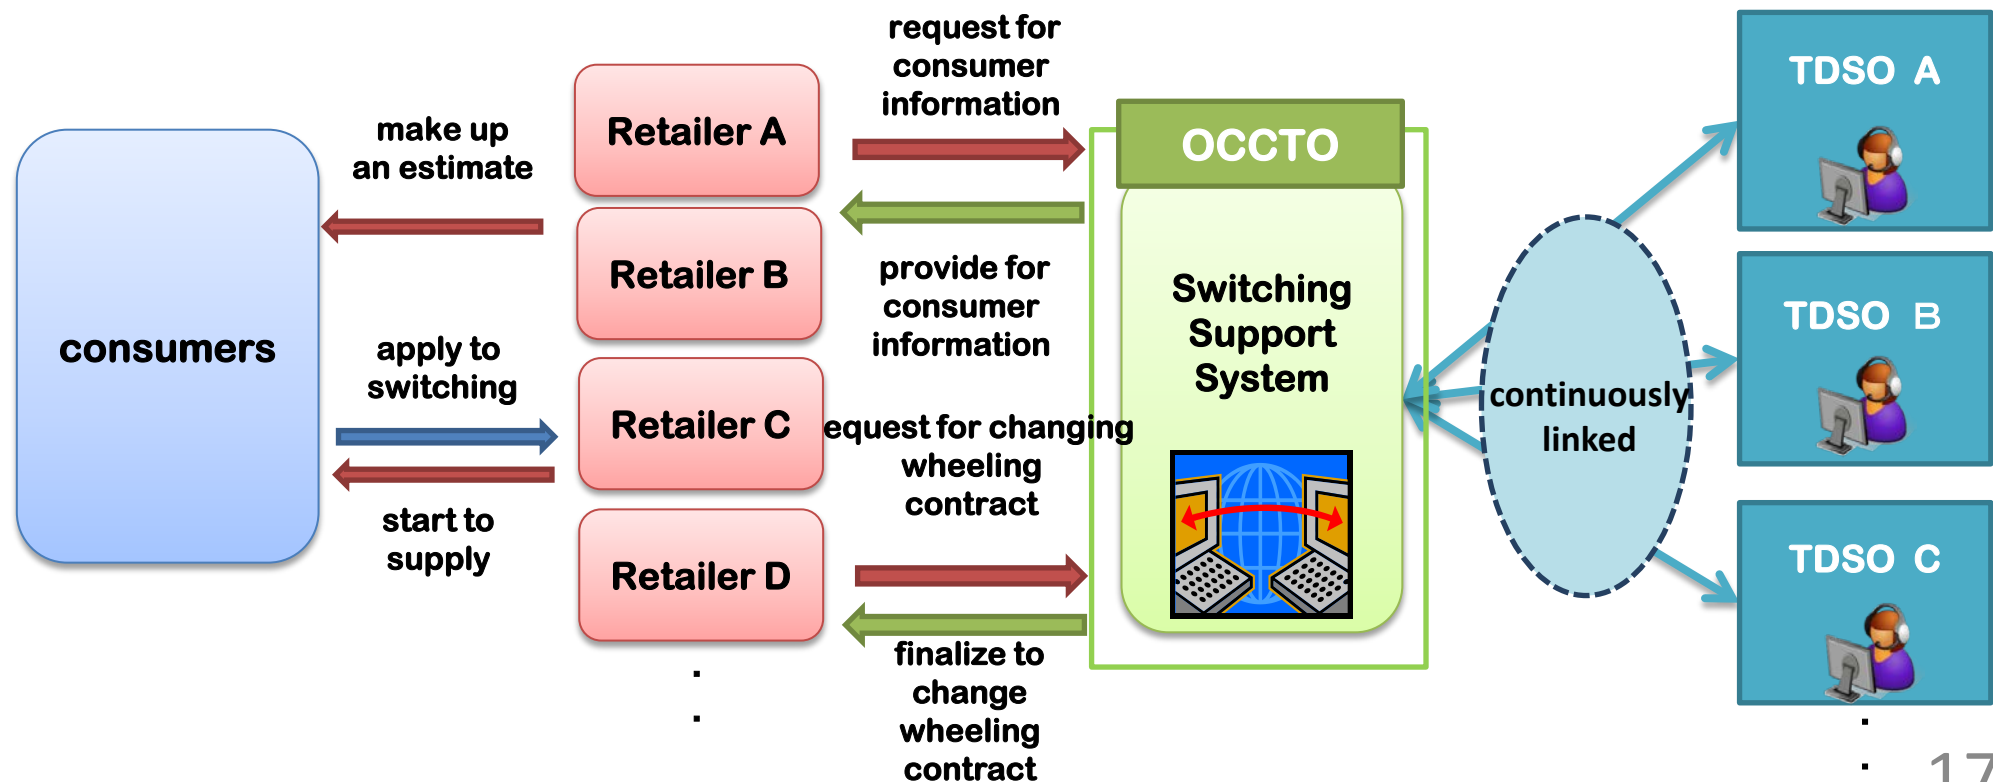 request for
consumer
information
make up
an estimate
Retailer A
OCCTO
TDSO A
Retailer B
provide for
consumer
information
Switching
Support
System
TDSO B
consumers
apply to
switching
Retailer C
equest for changing
wheeling
contract
continuously
linked
start to
supply
Retailer D
TDSO C
finalize to
change
wheeling
contract
.
.
.
.
17